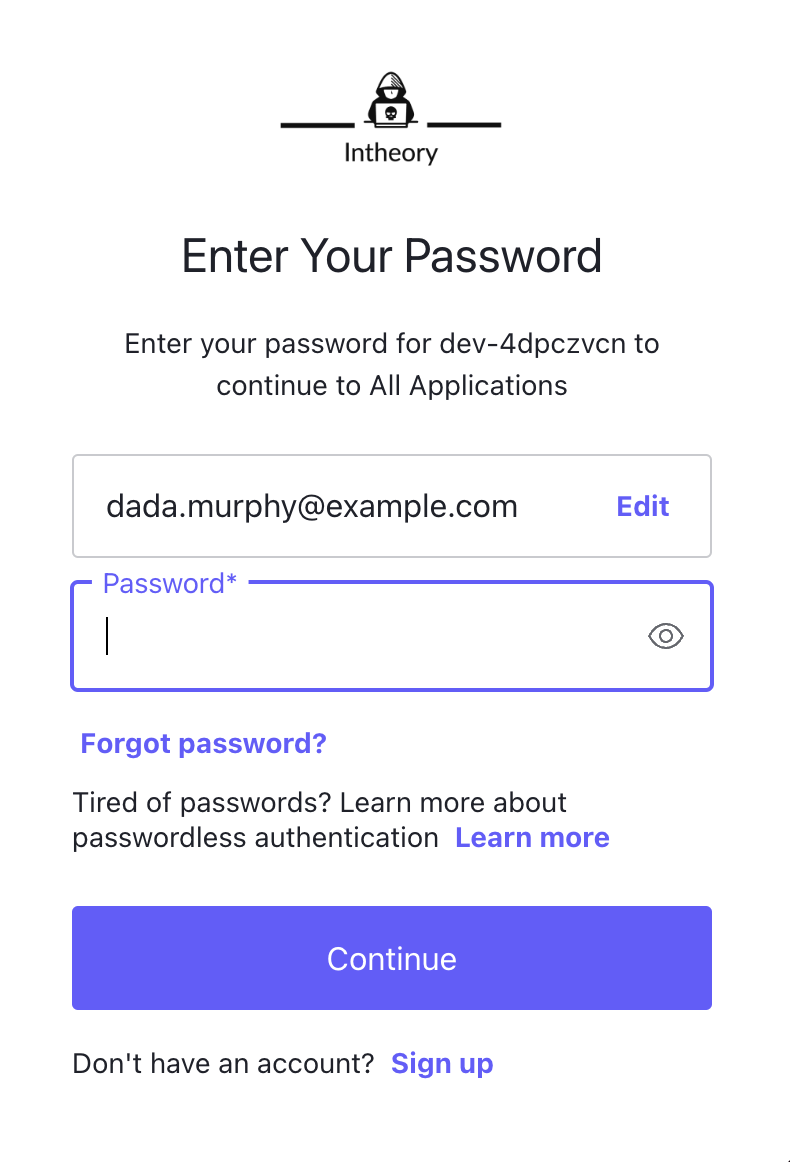 Intheory
Enter Your Password
Enter your password for dev-4dpczvcn to
continue to All Applications
dada.murphy@example.com Edit
Password*
Forgot password?
Tired of passwords? Learn more about
passwordless authentication Learn more
Continue
Don't have an account? Sign up